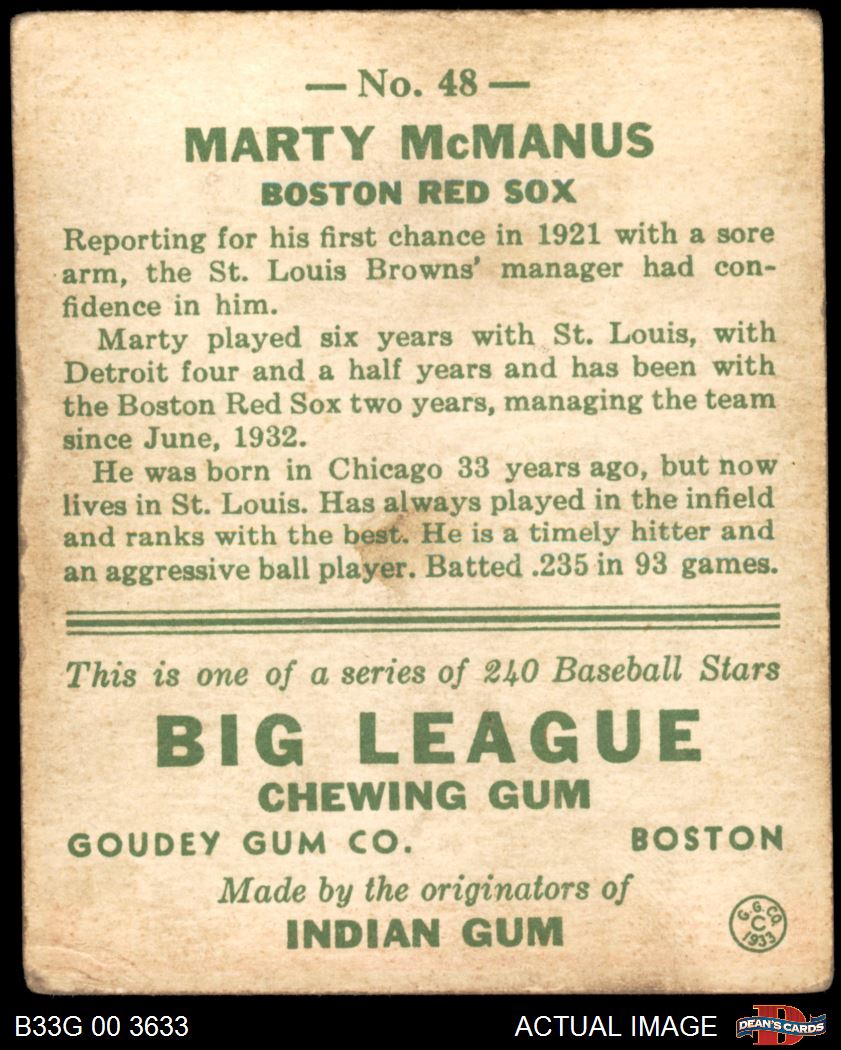 — No. 48 —
MARTY McMANUS
BOSTON RED SOX
Reporting for his first chance in 1921 with a sore
arm, the St. Louis Browns' manager had con-
fidence in him.
Marty played six years with St. Louis, with
Detroit four and a half years and has been with
the Boston Red Sox two years, managing the team
since June, 1932.
He was born in Chicago 33 years ago, but now
lives in St. Louis. Has always played in the infield
and ranks with the best. He is a timely hitter and
an aggressive ball player. Batted .235 in 93 games.
This is one of a series of 240 Baseball Stars
BIG LEAGUE
CHEWING GUM
GOUDEY GUM CO. BOSTON
Made by the originators of
INDIAN GUM
G.G.CO.
C
1933
B33G 00 3633 ACTUAL IMAGE
D
DEAN'S CARDS